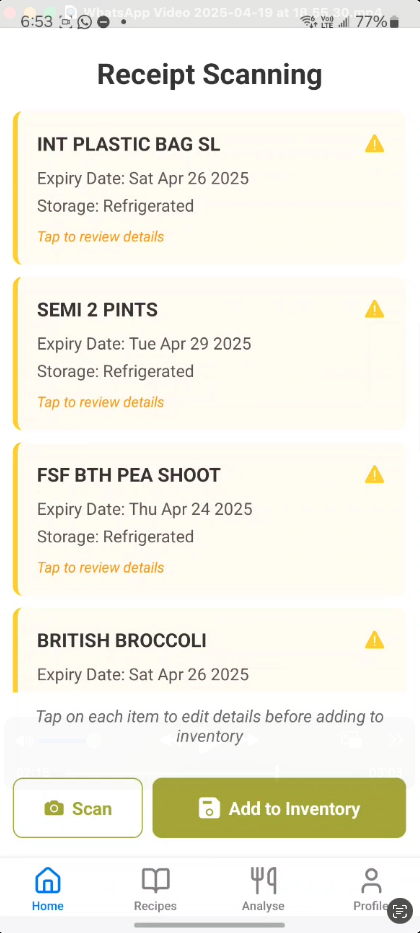 WhatsApp Video 2025-04-19 at 18.55.30.mp4
6:53
77%
Receipt Scanning
INT PLASTIC BAG SL
Expiry Date: Sat Apr 26 2025
Storage: Refrigerated
Tap to review details
SEMI 2 PINTS
Expiry Date: Tue Apr 29 2025
Storage: Refrigerated
Tap to review details
FSF BTH PEA SHOOT
Expiry Date: Thu Apr 24 2025
Storage: Refrigerated
Tap to review details
BRITISH BROCCOLI
Expiry Date: Sat Apr 26 2025
Tap on each item to edit details before adding to
inventory
Scan
Add to Inventory
Home
Recipes
Analyse
Profile